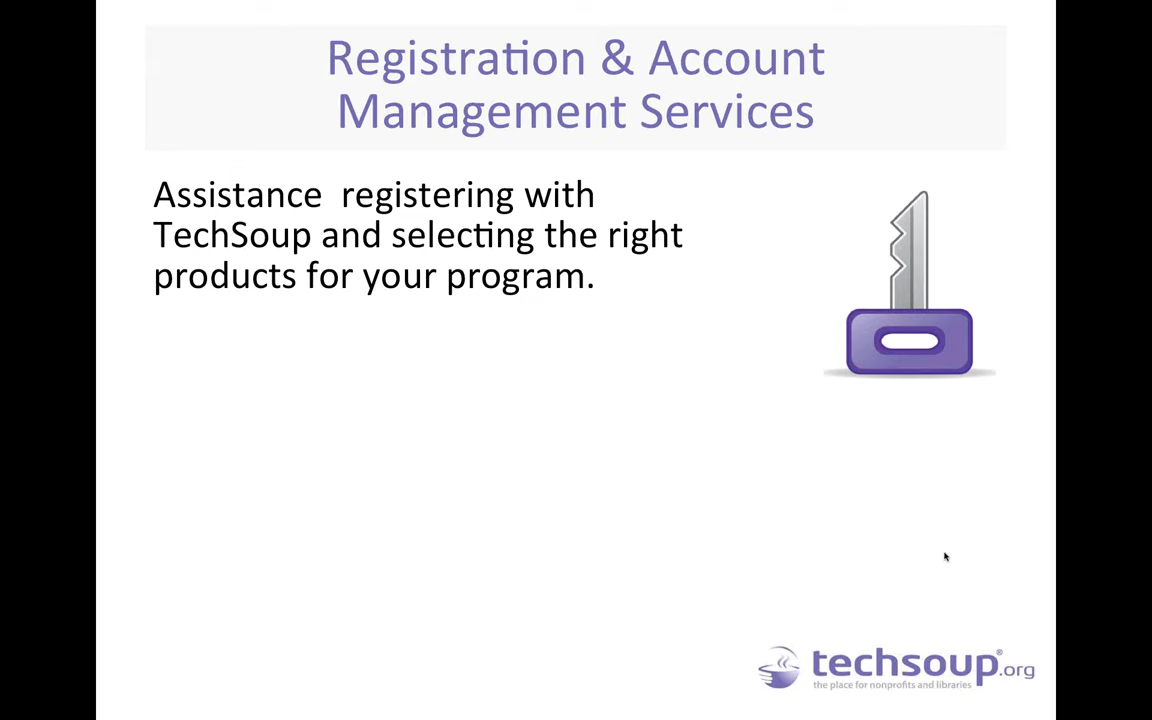 Registration & Account
Management Services
Assistance  registering with
TechSoup and selecting the right
products for your program.
techsoup®.org
the place for nonprofits and libraries